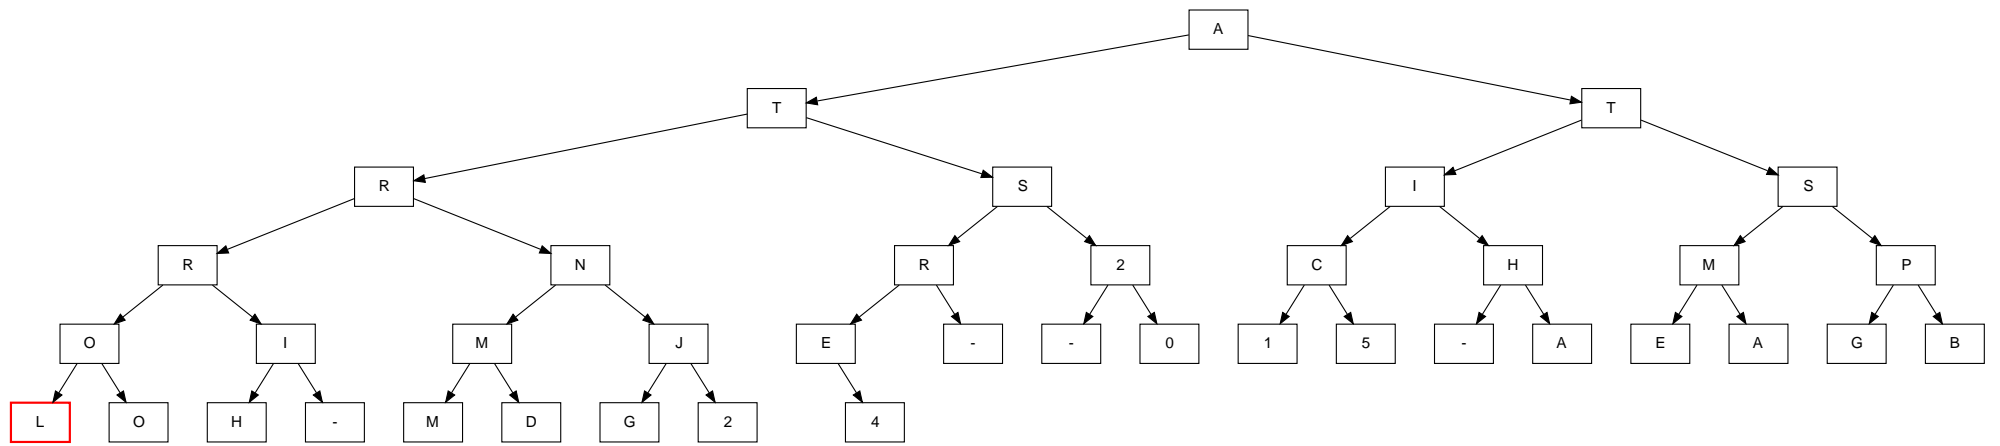 A
T T
R S I S
R N R 2 C H M P
O I M J E - - 0 1 5 - A E A G B
L O H - M D G 2 4